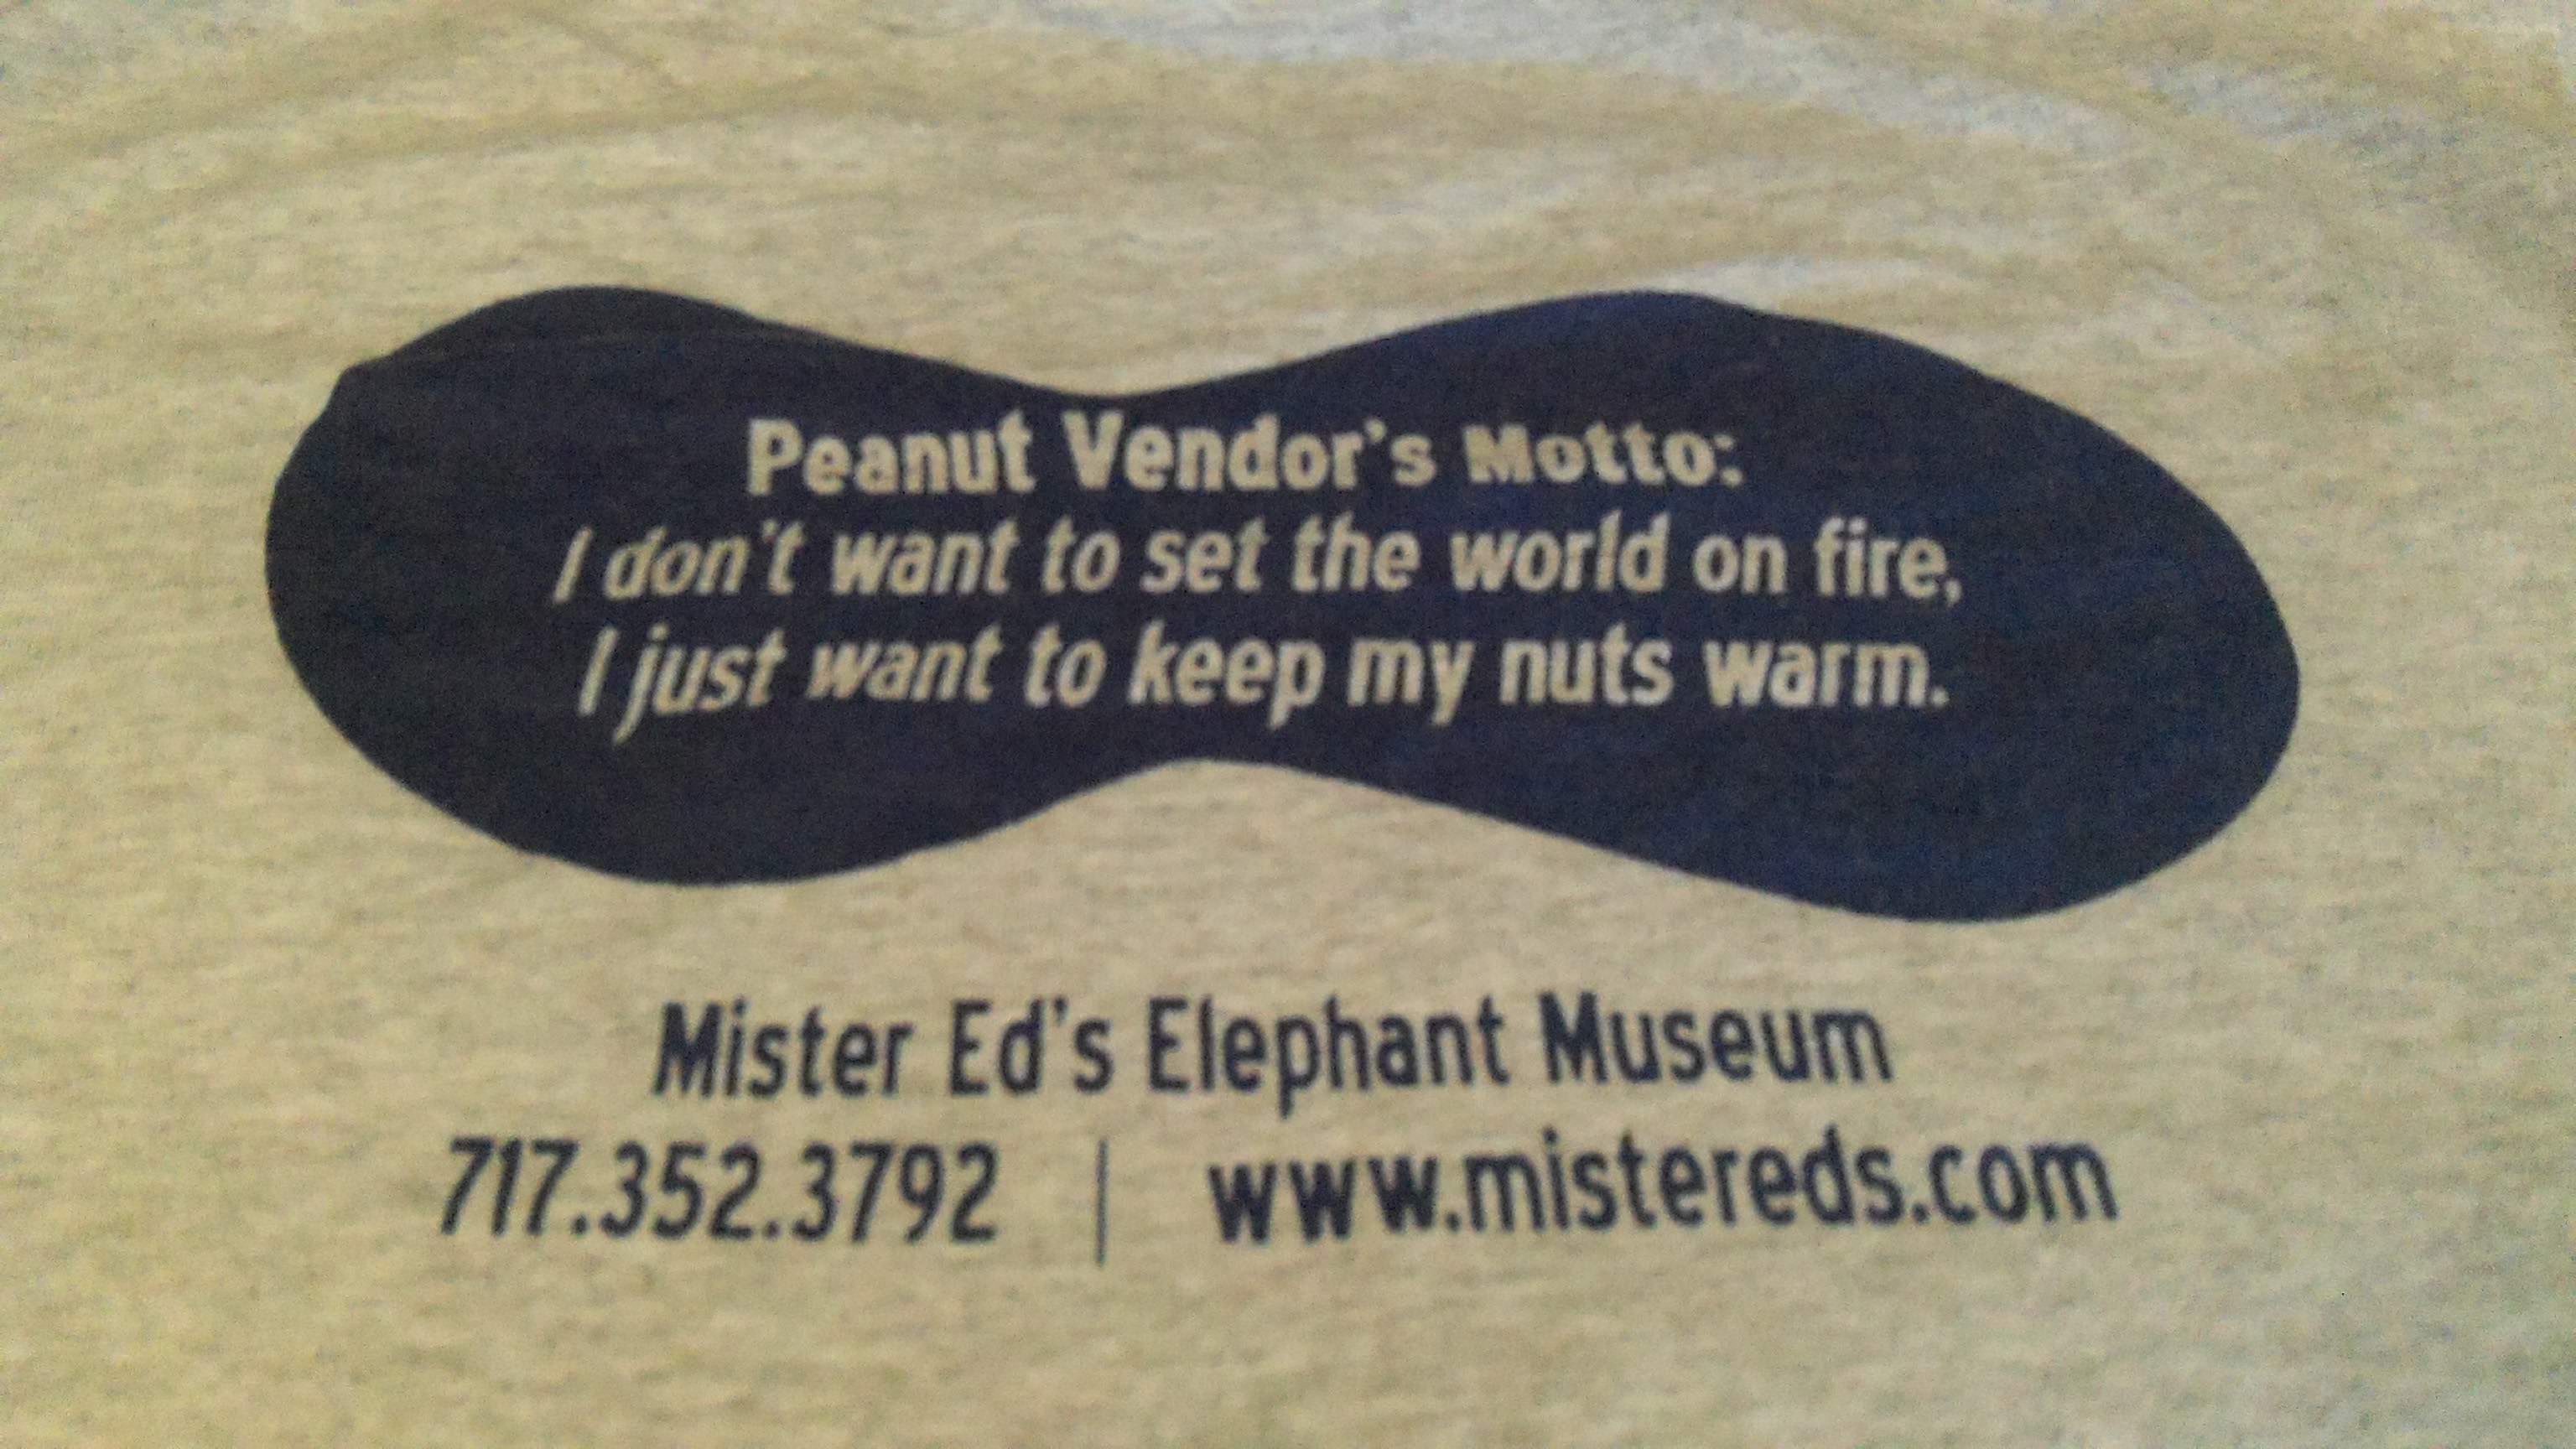 Peanut Vendor's Motto:
I don't want to set the world on fire,
I just want to keep my nuts warm.
Mister Ed's Elephant Museum
717.352.3792 | www.mistereds.com